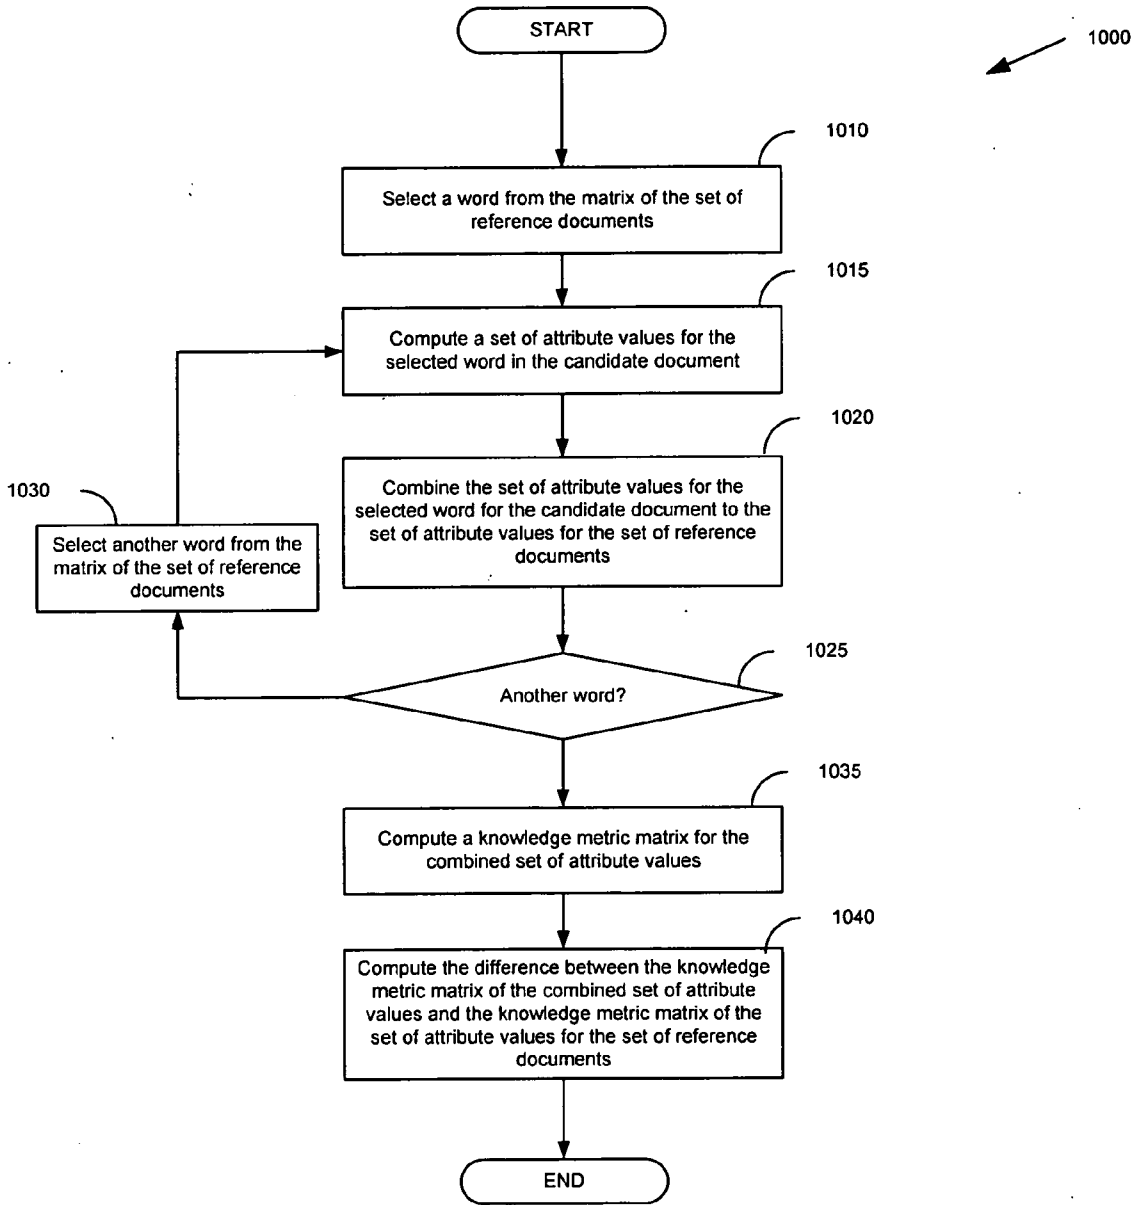 START
1000
1010
Select a word from the matrix of the set of
reference documents
1015
Compute a set of attribute values for the
selected word in the candidate document
1020
Combine the set of attribute values for the
selected word for the candidate document to the
set of attribute values for the set of reference
documents
1030
Select another word from the
matrix of the set of reference
documents
1025
Another word?
1035
Compute a knowledge metric matrix for the
combined set of attribute values
1040
Compute the difference between the knowledge
metric matrix of the combined set of attribute
values and the knowledge metric matrix of the
set of attribute values for the set of reference
documents
END